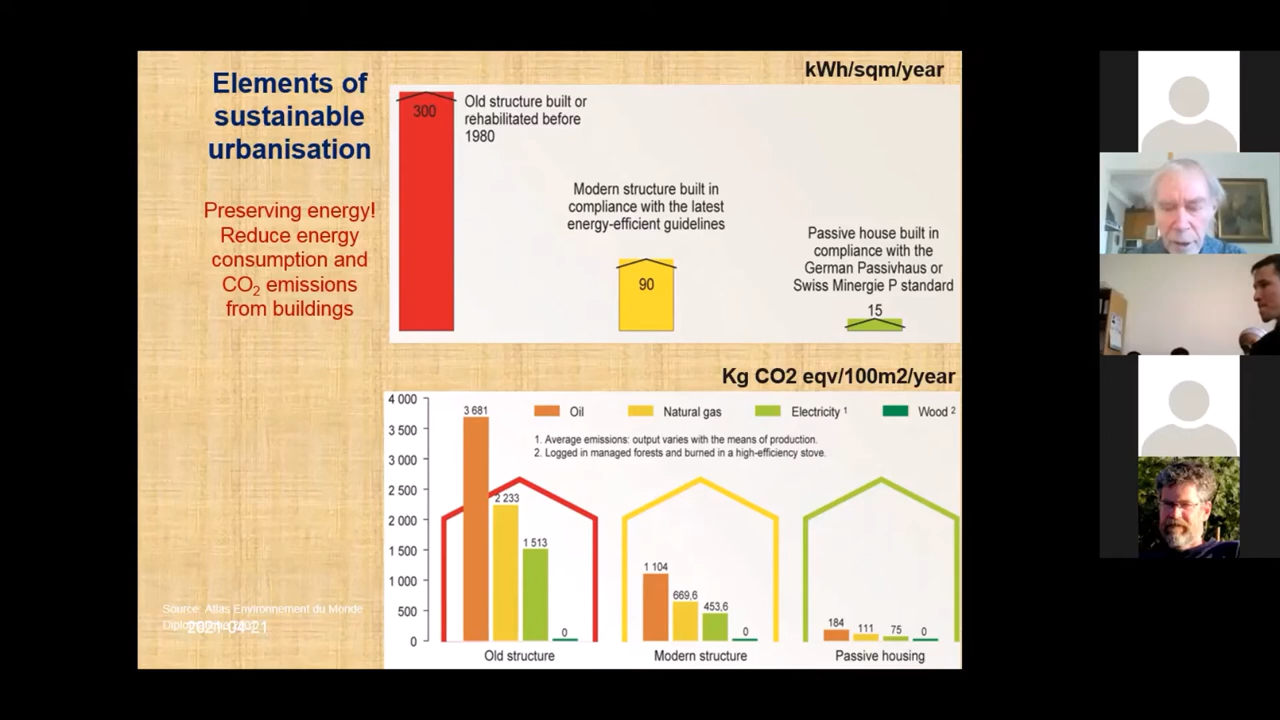 Elements of
sustainable
urbanisation
Preserving energy!
Reduce energy
consumption and
CO₂ emissions
from buildings
Source: Atlas Environnement du Monde
2021-04-21
kWh/sqm/year
300
Old structure built or
rehabilitated before
1980
Modern structure built in
compliance with the latest
energy-efficient guidelines
90
Passive house built in
compliance with the
German Passivhaus or
Swiss Minergie P standard
15
Kg CO2 eqv/100m2/year
4 000
3 500
3 000
2 500
2 000
1 500
1 000
500
0
Oil
Natural gas
Electricity ¹
Wood ²
1. Average emissions: output varies with the means of production.
2. Logged in managed forests and burned in a high-efficiency stove.
3 681
2 233
1 513
0
1 104
669,6
453,6
0
184
111
75
0
Old structure
Modern structure
Passive housing